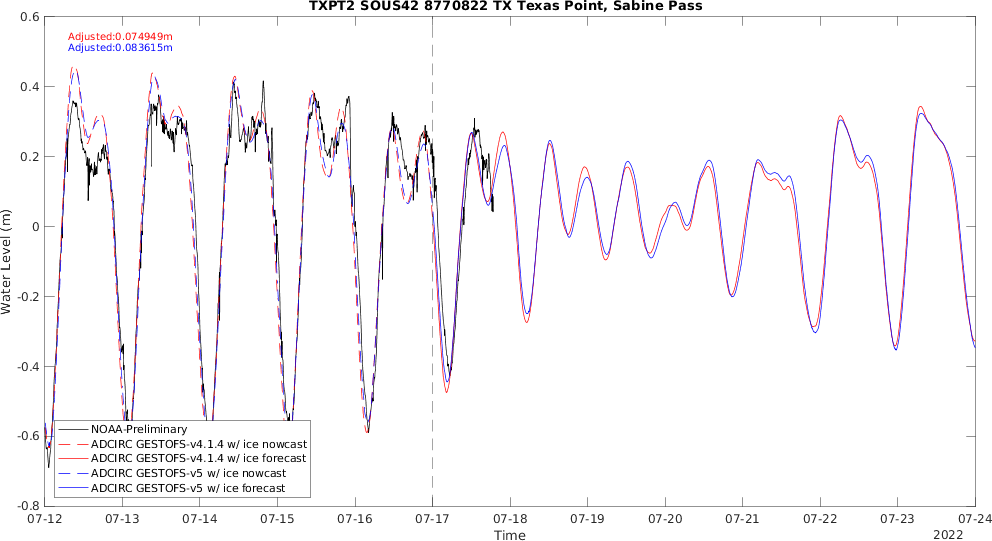 TXPT2 SOUS42 8770822 TX Texas Point, Sabine Pass
Adjusted:0.074949m
Adjusted:0.083615m
0.6
0.4
0.2
0
-0.2
-0.4
-0.6
-0.8
Water Level (m)
NOAA-Preliminary
ADCIRC GESTOFS-v4.1.4 w/ ice nowcast
ADCIRC GESTOFS-v4.1.4 w/ ice forecast
ADCIRC GESTOFS-v5 w/ ice nowcast
ADCIRC GESTOFS-v5 w/ ice forecast
07-12 07-13 07-14 07-15 07-16 07-17 07-18 07-19 07-20 07-21 07-22 07-23 07-24
Time
2022